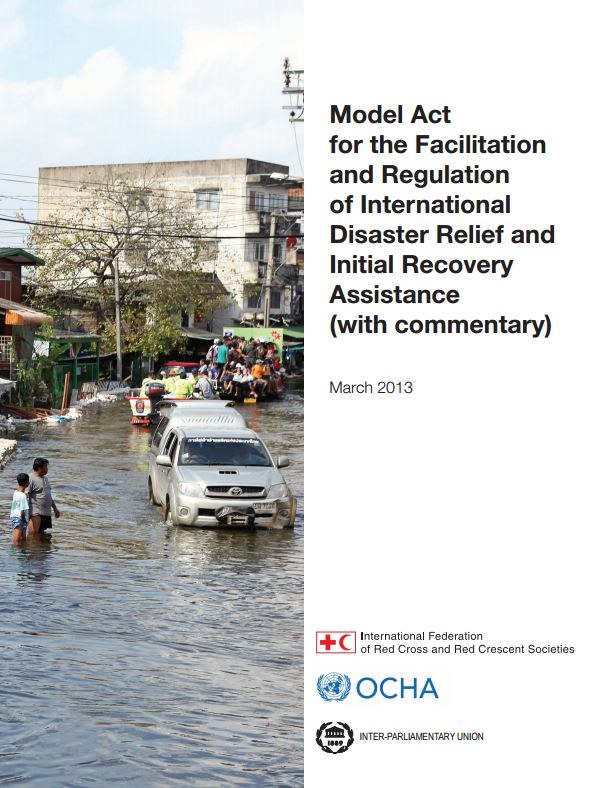 Model Act
for the Facilitation
and Regulation
of International
Disaster Relief and
Initial Recovery
Assistance
(with commentary)
March 2013
International Federation
of Red Cross and Red Crescent Societies
OCHA
1889
INTER-PARLIAMENTARY UNION